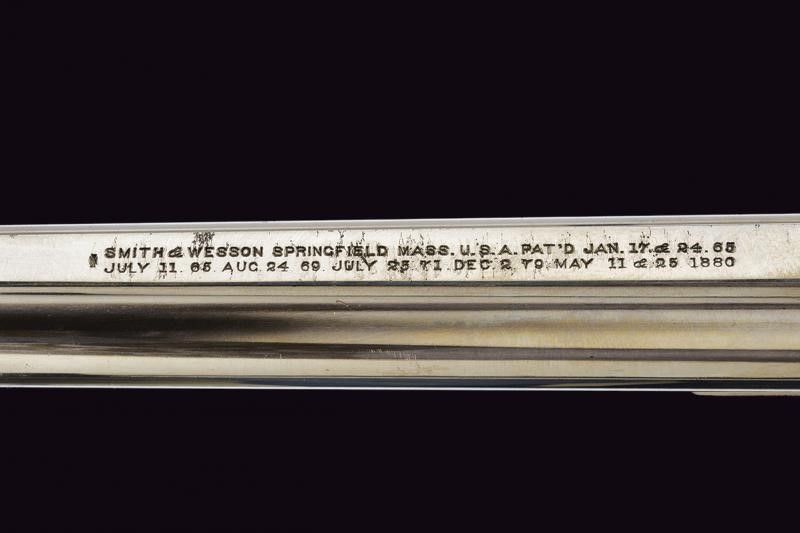 SMITH & WESSON SPRINGFIELD MASS. U.S.A. PAT'D JAN. 17. & 24. 65
JULY 11. 65. AUG. 24 69. JULY 25 71. DEC. 2 79. MAY 11 & 25 1880